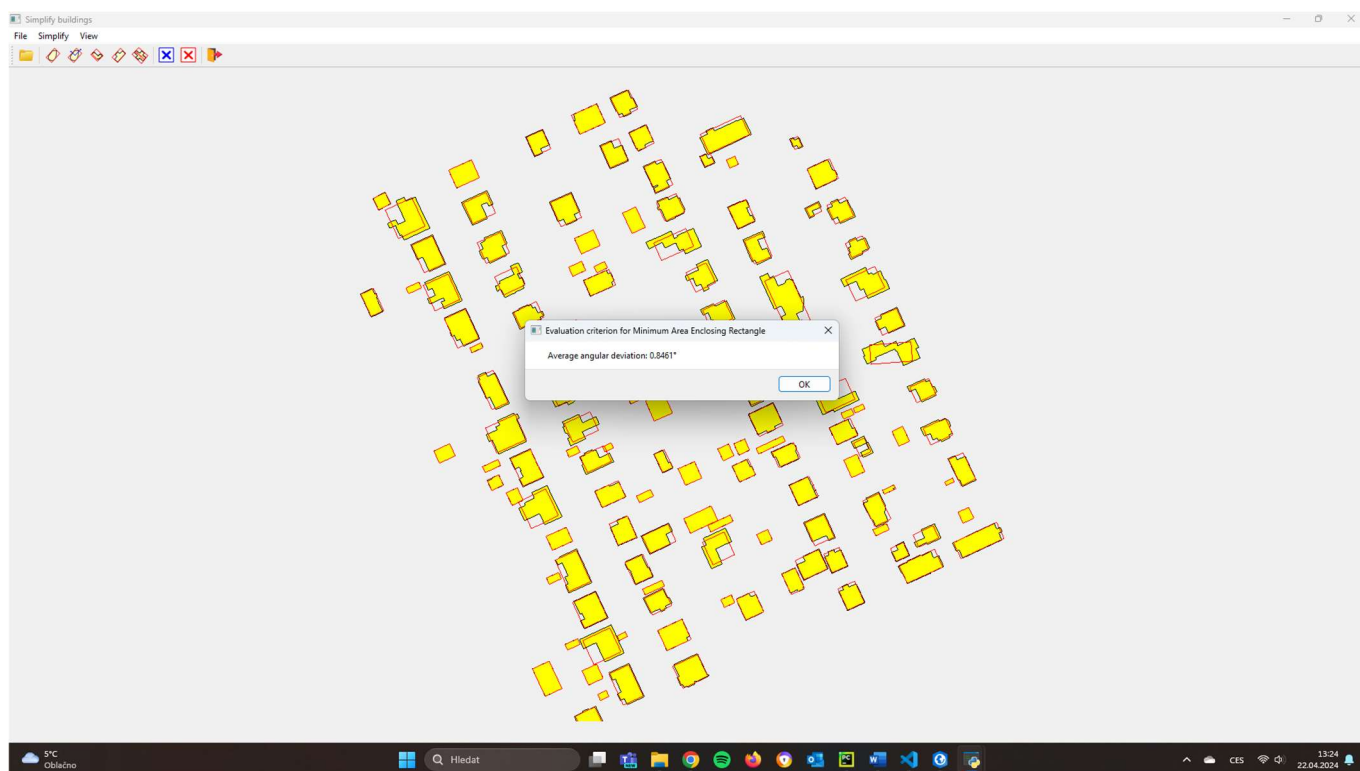 Simplify buildings
File Simplify View
Evaluation criterion for Minimum Area Enclosing Rectangle
Average angular deviation: 0.8461°
OK
5°C
Oblačno
Hledat
CES
13:24
22.04.2024